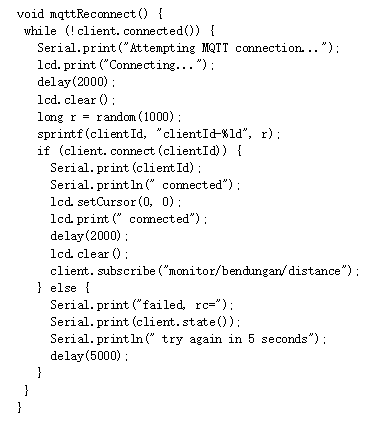 void mqttReconnect() {
while (!client.connected()) {
Serial.print("Attempting MQTT connection...");
lcd.print("Connecting...");
delay(2000);
lcd.clear();
long r = random(1000);
sprintf(clientId, "clientId-%ld", r);
if (client.connect(clientId)) {
Serial.print(clientId);
Serial.println(" connected");
lcd.setCursor(0, 0);
lcd.print(" connected");
delay(2000);
lcd.clear();
client.subscribe("monitor/bendungan/distance");
} else {
Serial.print("failed, rc=");
Serial.print(client.state());
Serial.println(" try again in 5 seconds");
delay(5000);
}
}
}